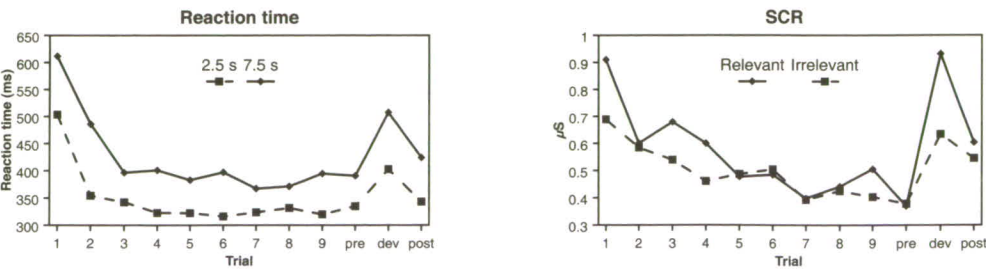 Reaction time
650
600
550
500
450
400
350
300
Reaction time (ms)
2.5 s 7.5 s
1 2 3 4 5 6 7 8 9 pre dev post
Trial
SCR
1
0.9
0.8
0.7
0.6
0.5
0.4
0.3
µS
Relevant Irrelevant
1 2 3 4 5 6 7 8 9 pre dev post
Trial